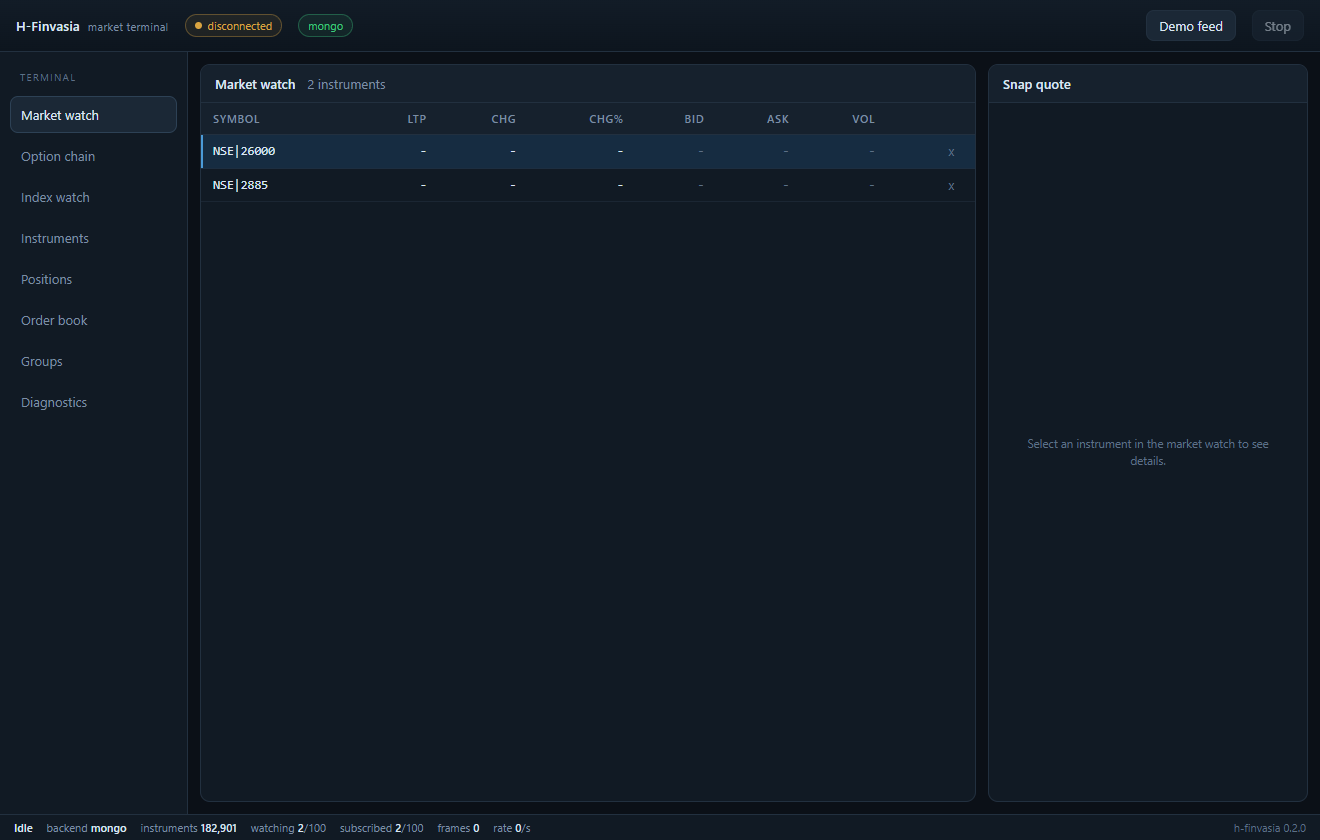 H-Finvasia market terminal disconnected mongo Demo feed Stop
TERMINAL
Market watch
Option chain
Index watch
Instruments
Positions
Order book
Groups
Diagnostics
Market watch 2 instruments
SYMBOL LTP CHG CHG% BID ASK VOL
NSE|26000 - - - - - - x
NSE|2885 - - - - - - x
Snap quote
Select an instrument in the market watch to see
details.
Idle backend mongo instruments 182,901 watching 2/100 subscribed 2/100 frames 0 rate 0/s h-finvasia 0.2.0